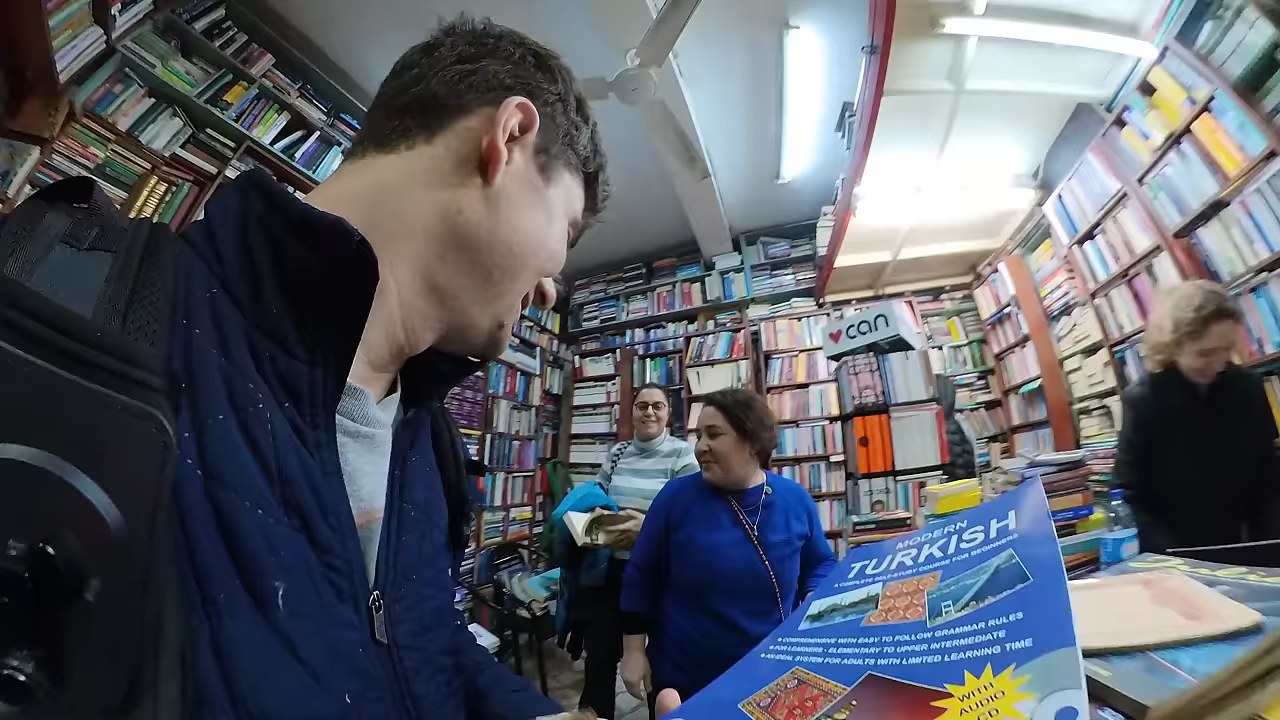 can
MODERN
TURKISH
A COMPLETE SELF-STUDY COURSE FOR BEGINNERS
COMPREHENSIVE WITH EASY TO FOLLOW GRAMMAR RULES
FOR LEARNERS - ELEMENTARY TO UPPER INTERMEDIATE
AN IDEAL SYSTEM FOR ADULTS WITH LIMITED LEARNING TIME
WITH
AUDIO
CD